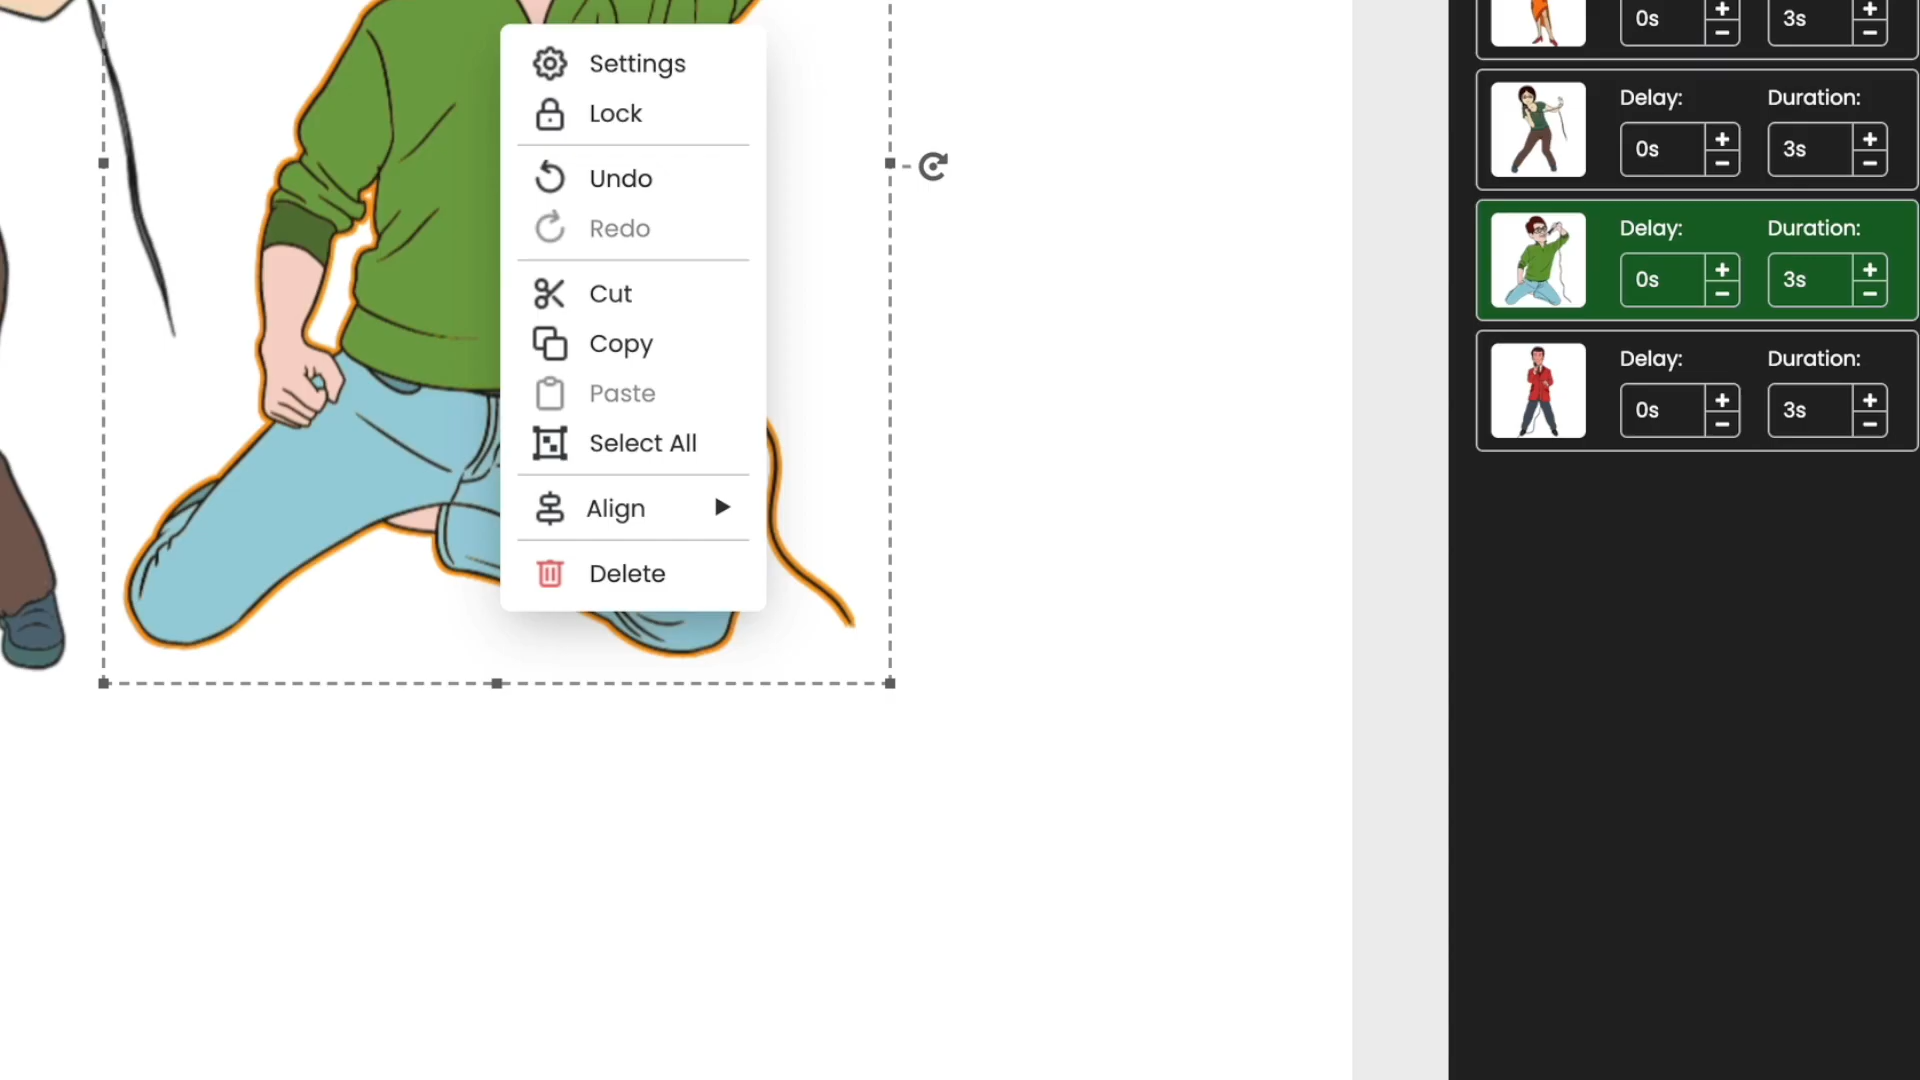 Settings
Lock
Undo
Redo
Cut
Copy
Paste
Select All
Align
Delete
0s
3s
Delay:
Duration:
0s
3s
Delay:
Duration:
0s
3s
Delay:
Duration:
0s
3s